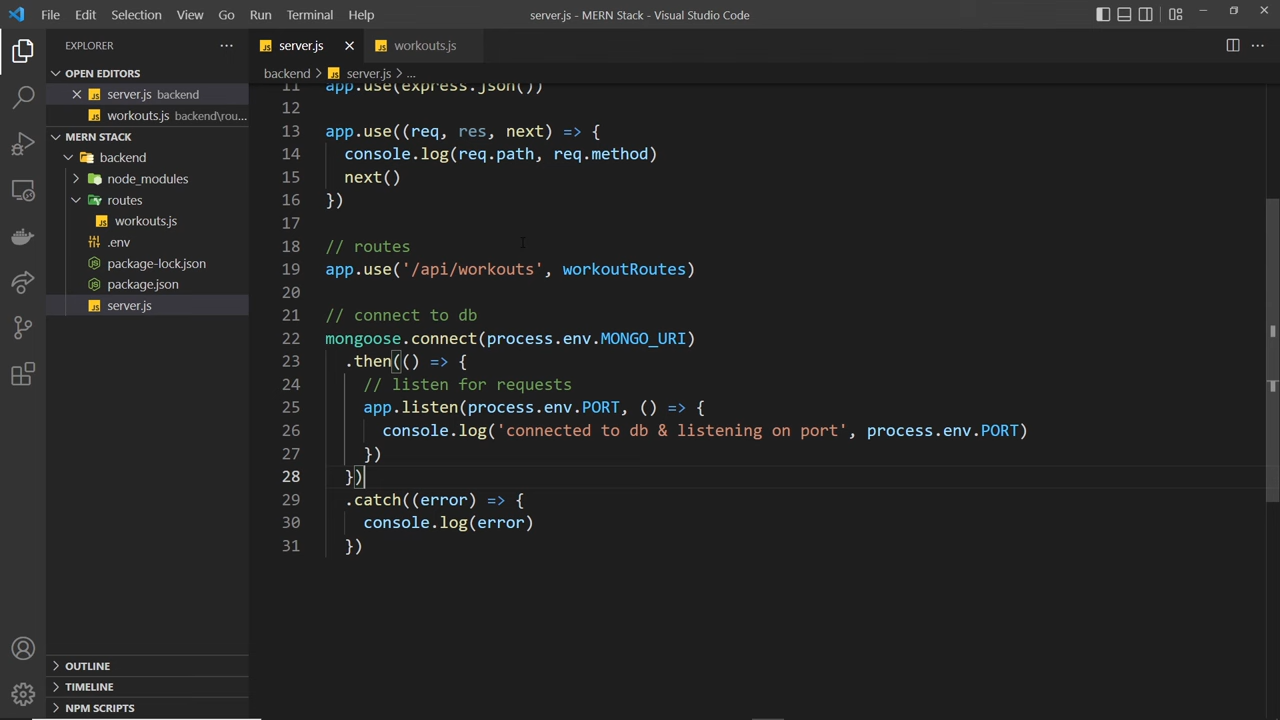 File Edit Selection View Go Run Terminal Help server.js - MERN Stack - Visual Studio Code
EXPLORER
OPEN EDITORS
server.js backend
workouts.js backend\rou...
MERN STACK
backend
node_modules
routes
workouts.js
.env
package-lock.json
package.json
server.js
OUTLINE
TIMELINE
NPM SCRIPTS
server.js workouts.js
backend > server.js > ...
11 app.use(express.json())
12
13 app.use((req, res, next) => {
14 console.log(req.path, req.method)
15 next()
16 })
17
18 // routes
19 app.use('/api/workouts', workoutRoutes)
20
21 // connect to db
22 mongoose.connect(process.env.MONGO_URI)
23 .then(() => {
24 // listen for requests
25 app.listen(process.env.PORT, () => {
26 console.log('connected to db & listening on port', process.env.PORT)
27 })
28 })
29 .catch((error) => {
30 console.log(error)
31 })